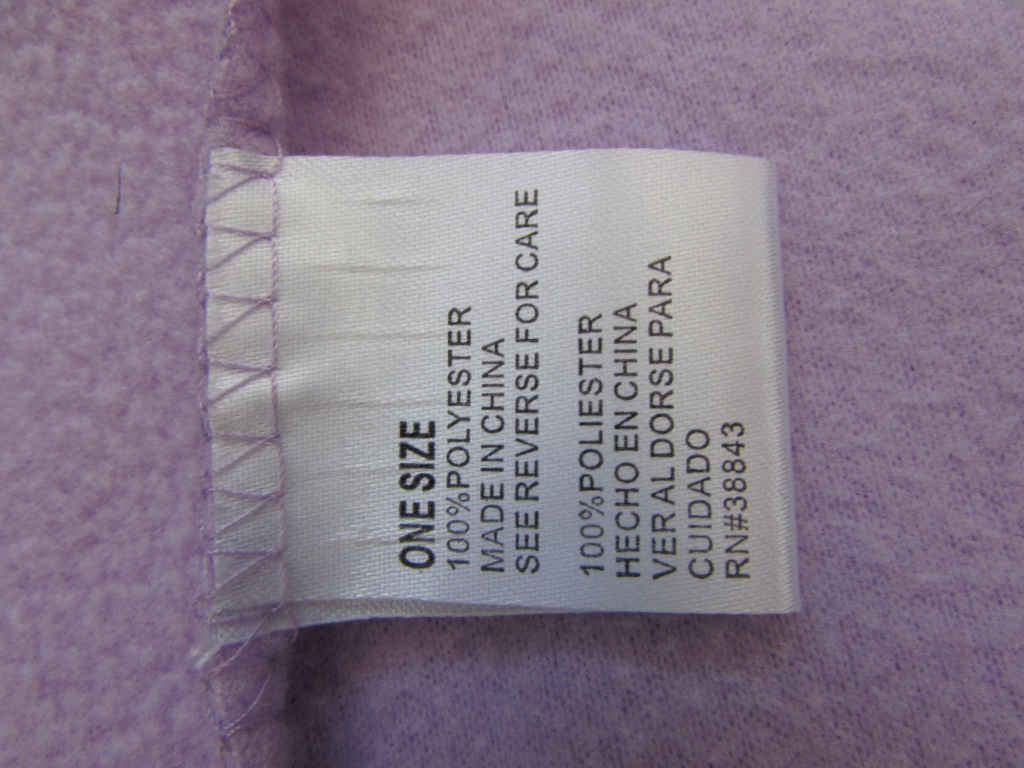 ONE SIZE
100%POLYESTER
MADE IN CHINA
SEE REVERSE FOR CARE
100%POLIESTER
HECHO EN CHINA
VER AL DORSE PARA
CUIDADO
RN#38843